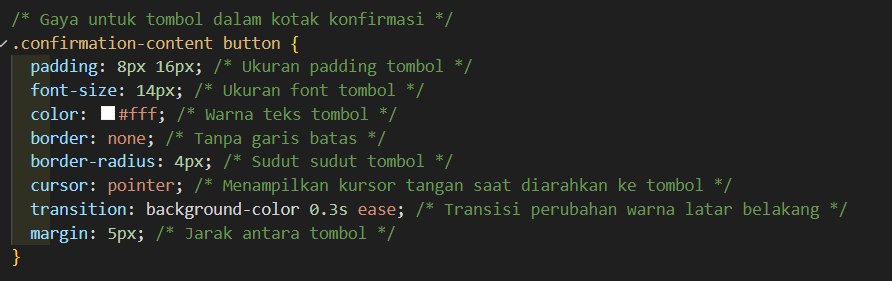 /* Gaya untuk tombol dalam kotak konfirmasi */
.confirmation-content button {
padding: 8px 16px; /* Ukuran padding tombol */
font-size: 14px; /* Ukuran font tombol */
color: #fff; /* Warna teks tombol */
border: none; /* Tanpa garis batas */
border-radius: 4px; /* Sudut sudut tombol */
cursor: pointer; /* Menampilkan kursor tangan saat diarahkan ke tombol */
transition: background-color 0.3s ease; /* Transisi perubahan warna latar belakang */
margin: 5px; /* Jarak antara tombol */
}